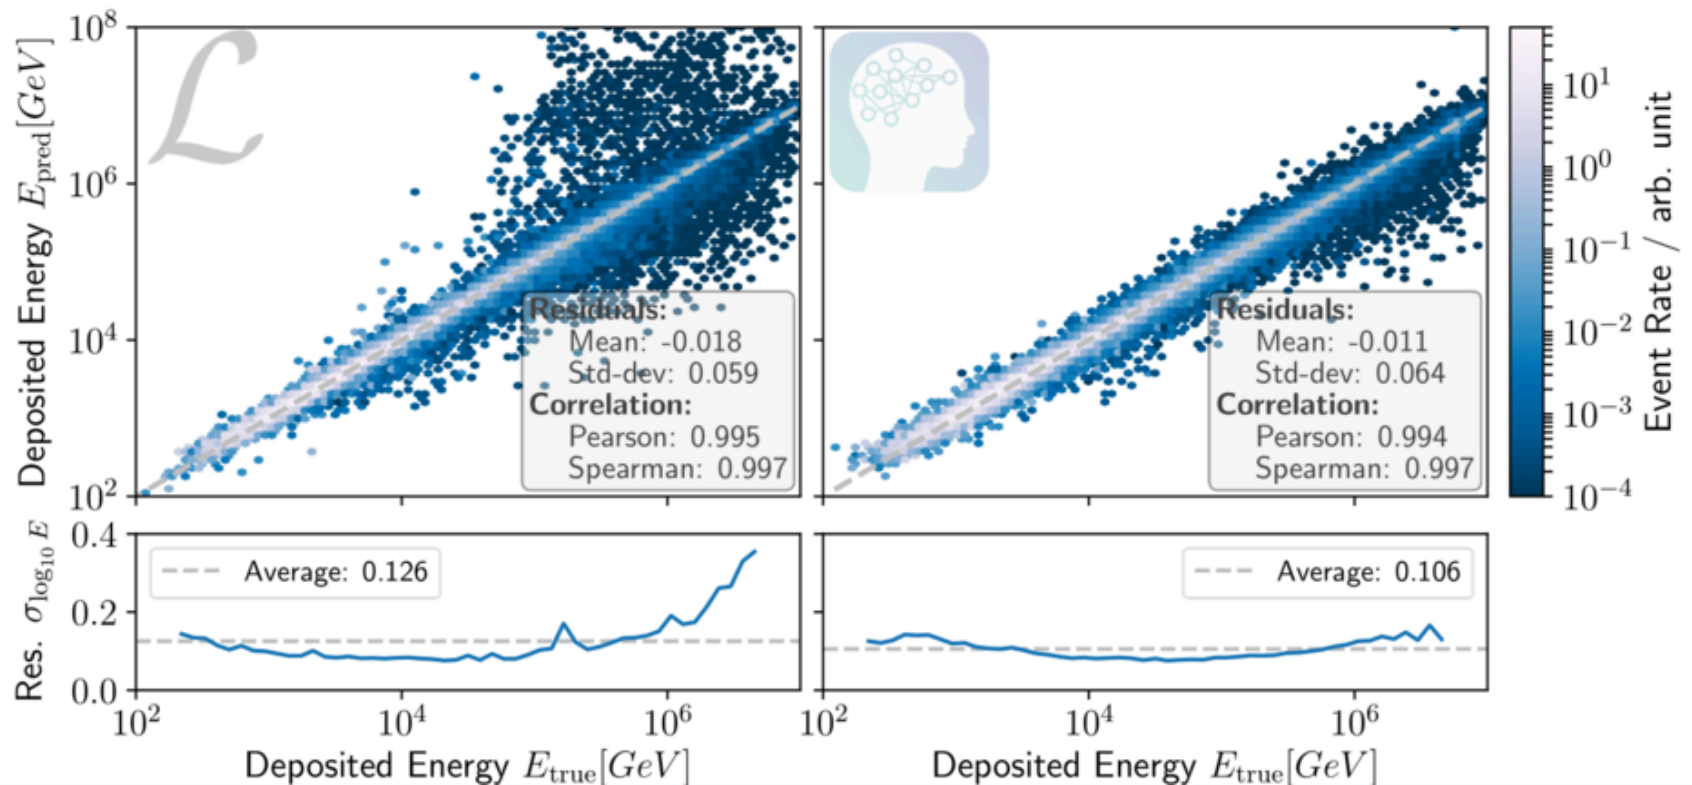 ℒ
Deposited Energy E_pred[GeV]
10^8
10^6
10^4
10^2
Residuals:
Mean: -0.018
Std-dev: 0.059
Correlation:
Pearson: 0.995
Spearman: 0.997
Residuals:
Mean: -0.011
Std-dev: 0.064
Correlation:
Pearson: 0.994
Spearman: 0.997
10^1
10^0
10^−1
10^−2
10^−3
10^−4
Event Rate / arb. unit
Res. σ_log10 E
0.4
0.2
0.0
Average: 0.126
Average: 0.106
10^2 10^4 10^6
10^2 10^4 10^6
Deposited Energy E_true[GeV]
Deposited Energy E_true[GeV]